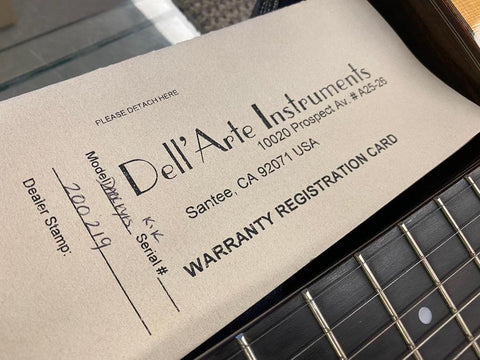 PLEASE DETACH HERE
Dell'Arte Instruments
10020 Prospect Av. # A25-26
Santee, CA 92071 USA
WARRANTY REGISTRATION CARD
Model Serial #
200219
Dealer Stamp: